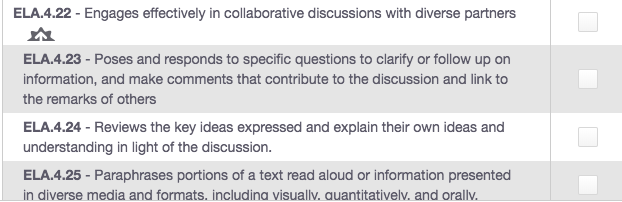 ELA.4.22 - Engages effectively in collaborative discussions with diverse partners
ELA.4.23 - Poses and responds to specific questions to clarify or follow up on
information, and make comments that contribute to the discussion and link to
the remarks of others
ELA.4.24 - Reviews the key ideas expressed and explain their own ideas and
understanding in light of the discussion.
ELA.4.25 - Paraphrases portions of a text read aloud or information presented
in diverse media and formats, including visually, quantitatively, and orally.